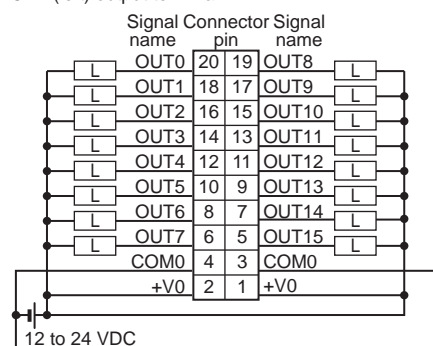 Signal Connector Signal
name pin name
L OUT0 20 19 OUT8 L
L OUT1 18 17 OUT9 L
L OUT2 16 15 OUT10 L
L OUT3 14 13 OUT11 L
L OUT4 12 11 OUT12 L
L OUT5 10 9 OUT13 L
L OUT6 8 7 OUT14 L
L OUT7 6 5 OUT15 L
COM0 4 3 COM0
+V0 2 1 +V0
12 to 24 VDC